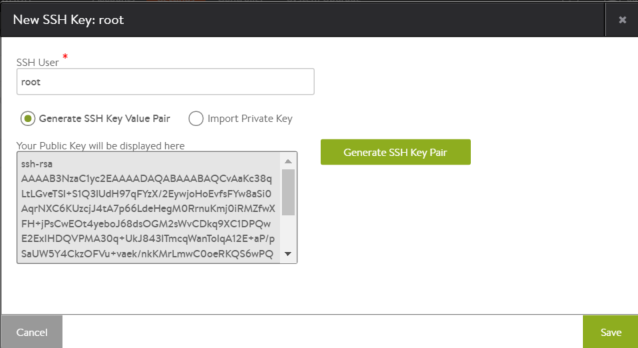 New SSH Key: root
SSH User *
root
Generate SSH Key Value Pair
Import Private Key
Your Public Key will be displayed here
Generate SSH Key Pair
ssh-rsa
AAAAB3NzaC1yc2EAAAADAQABAAABAQCvAaKc38q
LtLGveTSl+S1Q3IUdH97qFYzX/2EywjoHoEvfsFYw8aSi0
AqrNXC6KUzcjJ4tA7p66LdeHegM0RrnuKmj0iRMZfwX
FH+jPsCwEOt4yeboJ68dsOGM2sWvCDkq9XC1DPQw
E2ExIHDQVPMA30q+UkJ843ITmcqWanToIqA12E+aP/p
SaUW5Y4CkzOFVu+vaek/nkKMrLmwC0oeRKQS6wPQ
Cancel
Save